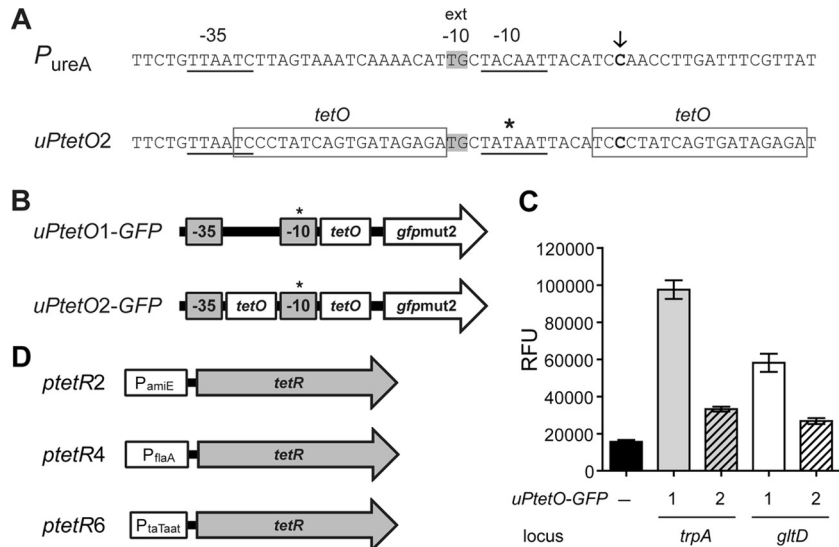 A
ext
-35 -10 -10 ↓
PureA TTCTGTTAATCTTAGTAAATCAAAACATTGCTACAATTACATCCAACCTTGATTTCGTTAT
tetO * tetO
uPtetO2 TTCTGTTAATCCCTATCAGTGATAGAGATGCTATAATTACATCCCTATCAGTGATAGAGAT
B
*
uPtetO1-GFP -35 -10 tetO gfpmut2
*
uPtetO2-GFP -35 tetO -10 tetO gfpmut2
C
RFU
120000
100000
80000
60000
40000
20000
0
uPtetO-GFP – 1 2 1 2
locus trpA gltD
D
ptetR2 PamiE tetR
ptetR4 PflaA tetR
ptetR6 PtaTaat tetR